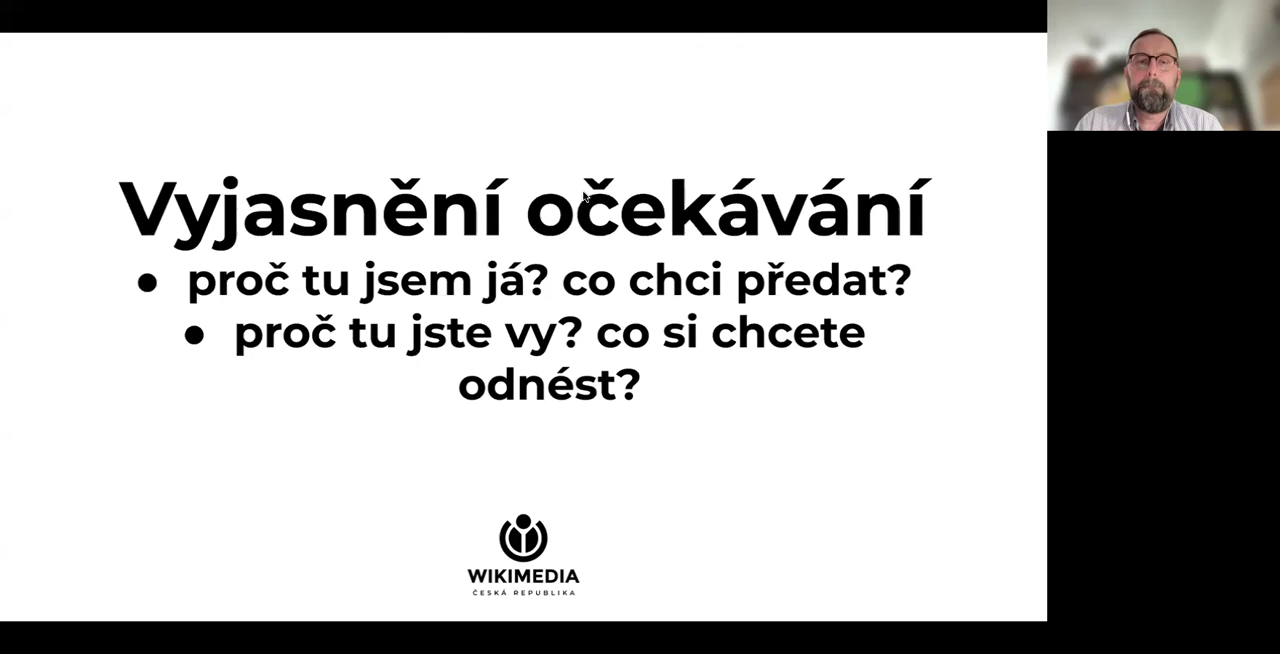 Vyjasnění očekávání
● proč tu jsem já? co chci předat?
● proč tu jste vy? co si chcete
odnést?
WIKIMEDIA
ČESKÁ REPUBLIKA